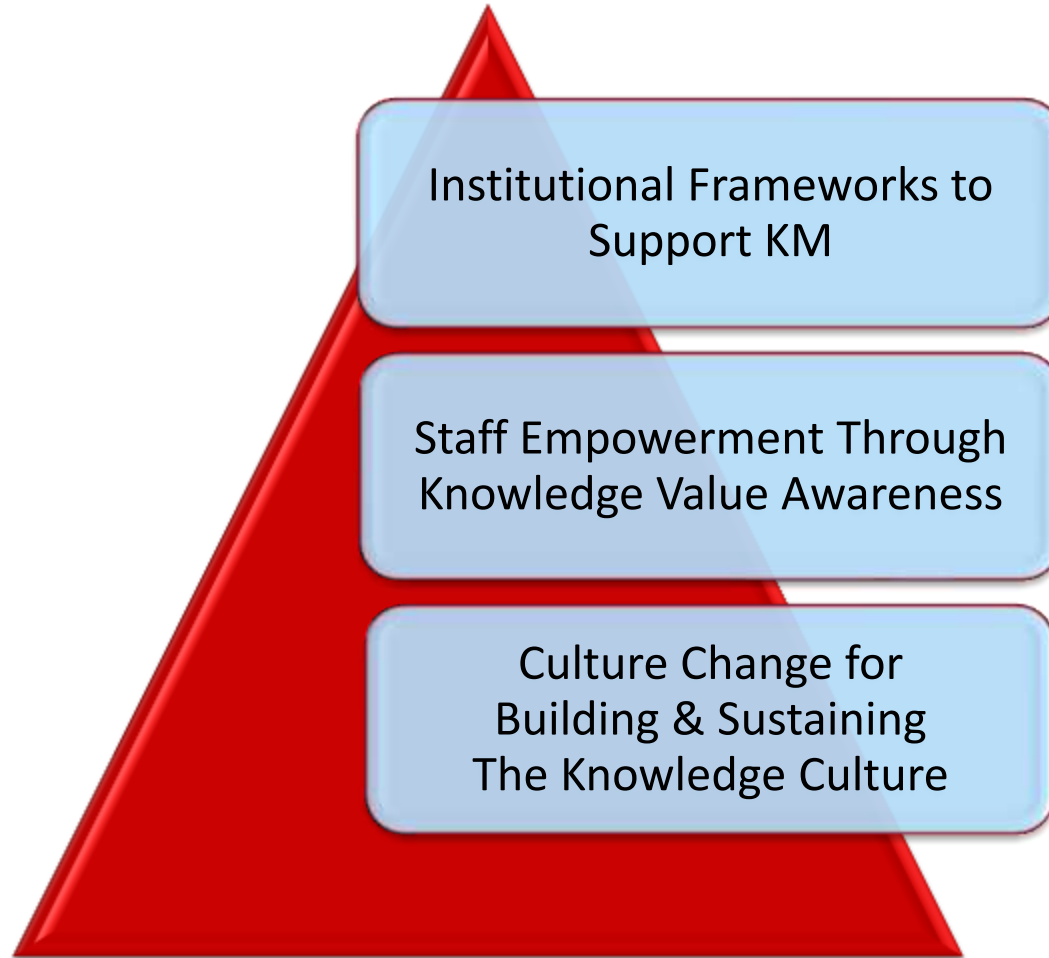 Institutional Frameworks to
Support KM
Staff Empowerment Through
Knowledge Value Awareness
Culture Change for
Building & Sustaining
The Knowledge Culture